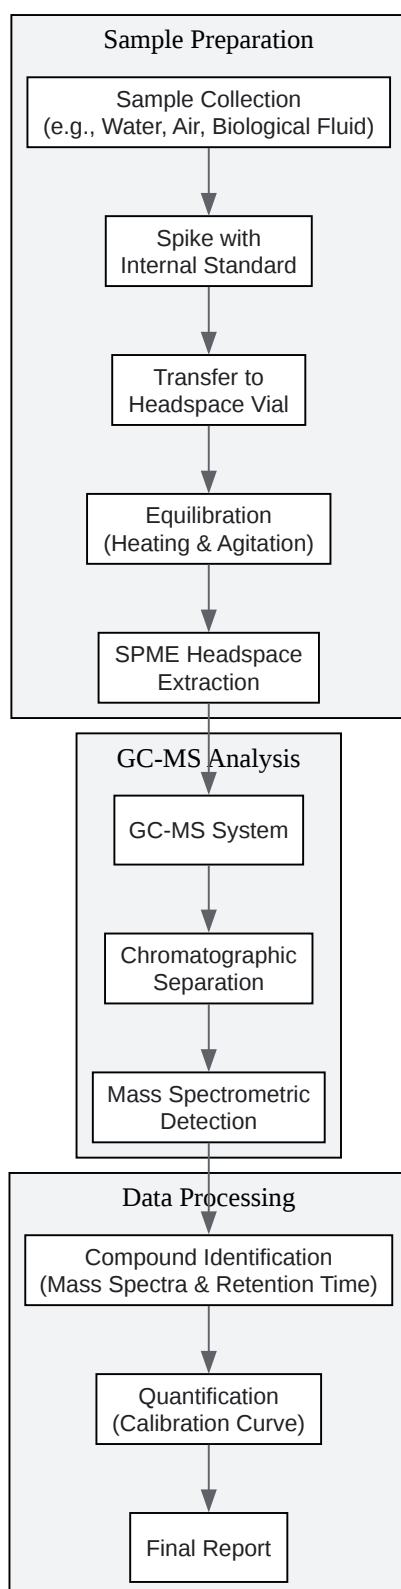 Sample Preparation
Sample Collection
(e.g., Water, Air, Biological Fluid)
Spike with
Internal Standard
Transfer to
Headspace Vial
Equilibration
(Heating & Agitation)
SPME Headspace
Extraction
GC-MS Analysis
GC-MS System
Chromatographic
Separation
Mass Spectrometric
Detection
Data Processing
Compound Identification
(Mass Spectra & Retention Time)
Quantification
(Calibration Curve)
Final Report